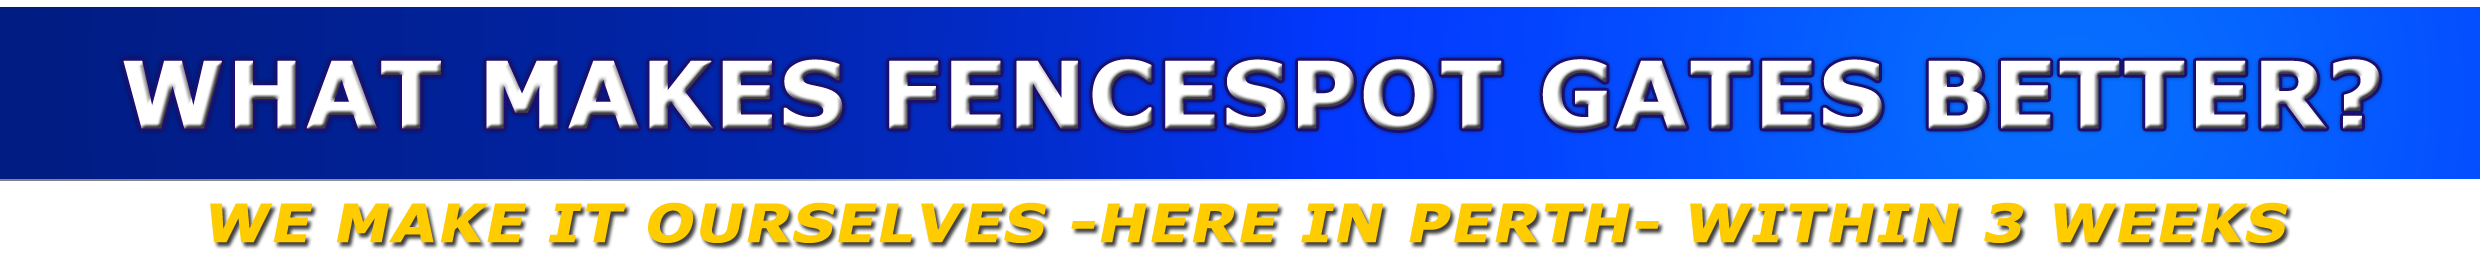 WHAT MAKES FENCESPOT GATES BETTER?
WE MAKE IT OURSELVES -HERE IN PERTH- WITHIN 3 WEEKS